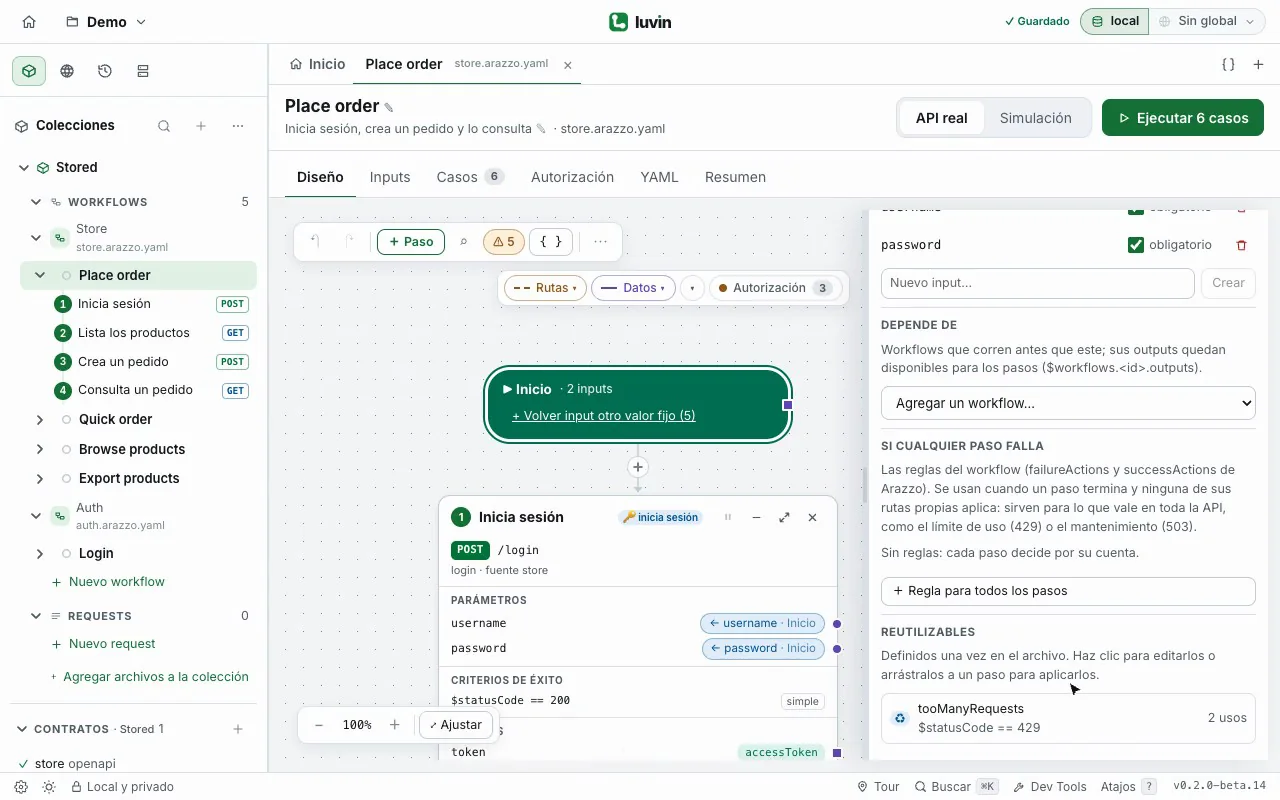 Demo
luvin
✓ Guardado
local
Sin global
Inicio
Place order store.arazzo.yaml ×
{ } +
Colecciones
Stored
WORKFLOWS 5
Store
store.arazzo.yaml
Place order
1 Inicia sesión POST
2 Lista los productos GET
3 Crea un pedido POST
4 Consulta un pedido GET
Quick order
Browse products
Export products
Auth
auth.arazzo.yaml
Login
+ Nuevo workflow
REQUESTS 0
+ Nuevo request
+ Agregar archivos a la colección
CONTRATOS · Stored 1 +
✓ store openapi
Place order
Inicia sesión, crea un pedido y lo consulta · store.arazzo.yaml
API real
Simulación
Ejecutar 6 casos
Diseño
Inputs
Casos 6
Autorización
YAML
Resumen
+ Paso
5
{ }
...
Rutas
Datos
Autorización 3
Inicio · 2 inputs
+ Volver input otro valor fijo (5)
+
1 Inicia sesión
inicia sesión
POST /login
login · fuente store
PARÁMETROS
username ← username · Inicio
password ← password · Inicio
CRITERIOS DE ÉXITO
$statusCode == 200 simple
token accessToken
− 100% +
Ajustar
obligatorio
password obligatorio
Nuevo input... Crear
DEPENDE DE
Workflows que corren antes que este; sus outputs quedan
disponibles para los pasos ($workflows.<id>.outputs).
Agregar un workflow...
SI CUALQUIER PASO FALLA
Las reglas del workflow (failureActions y successActions de
Arazzo). Se usan cuando un paso termina y ninguna de sus
rutas propias aplica: sirven para lo que vale en toda la API,
como el límite de uso (429) o el mantenimiento (503).
Sin reglas: cada paso decide por su cuenta.
+ Regla para todos los pasos
REUTILIZABLES
Definidos una vez en el archivo. Haz clic para editarlos o
arrástralos a un paso para aplicarlos.
tooManyRequests
$statusCode == 429
2 usos
Local y privado
Tour
Buscar ⌘K
Dev Tools
Atajos ?
v0.2.0-beta.14